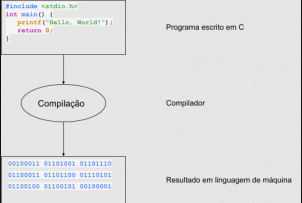 #include <stdio.h>
int main() {
printf("Hello, World!");
return 0;
}
Programa escrito em C
Compilação
Compilador
00100011 01101001 01101110
01100011 01101100 01110101
01100100 01100101 00100001
Resultado em linguagem de máquina